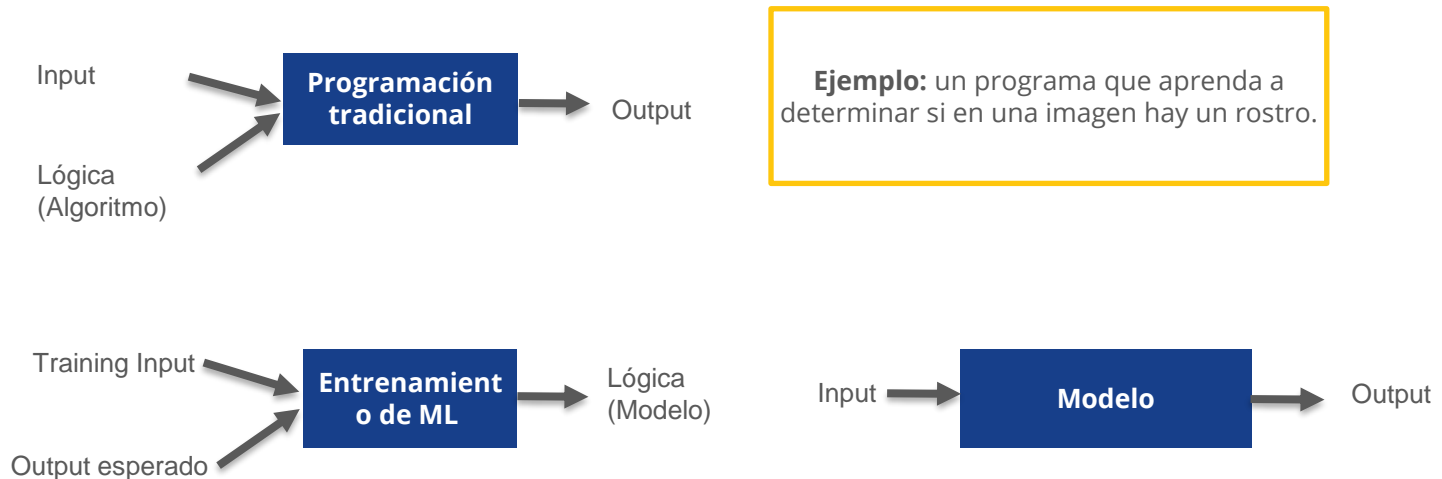 Input
Lógica
(Algoritmo)
Programación
tradicional
Output
Ejemplo: un programa que aprenda a
determinar si en una imagen hay un rostro.
Training Input
Output esperado
Entrenamient
o de ML
Lógica
(Modelo)
Input
Modelo
Output